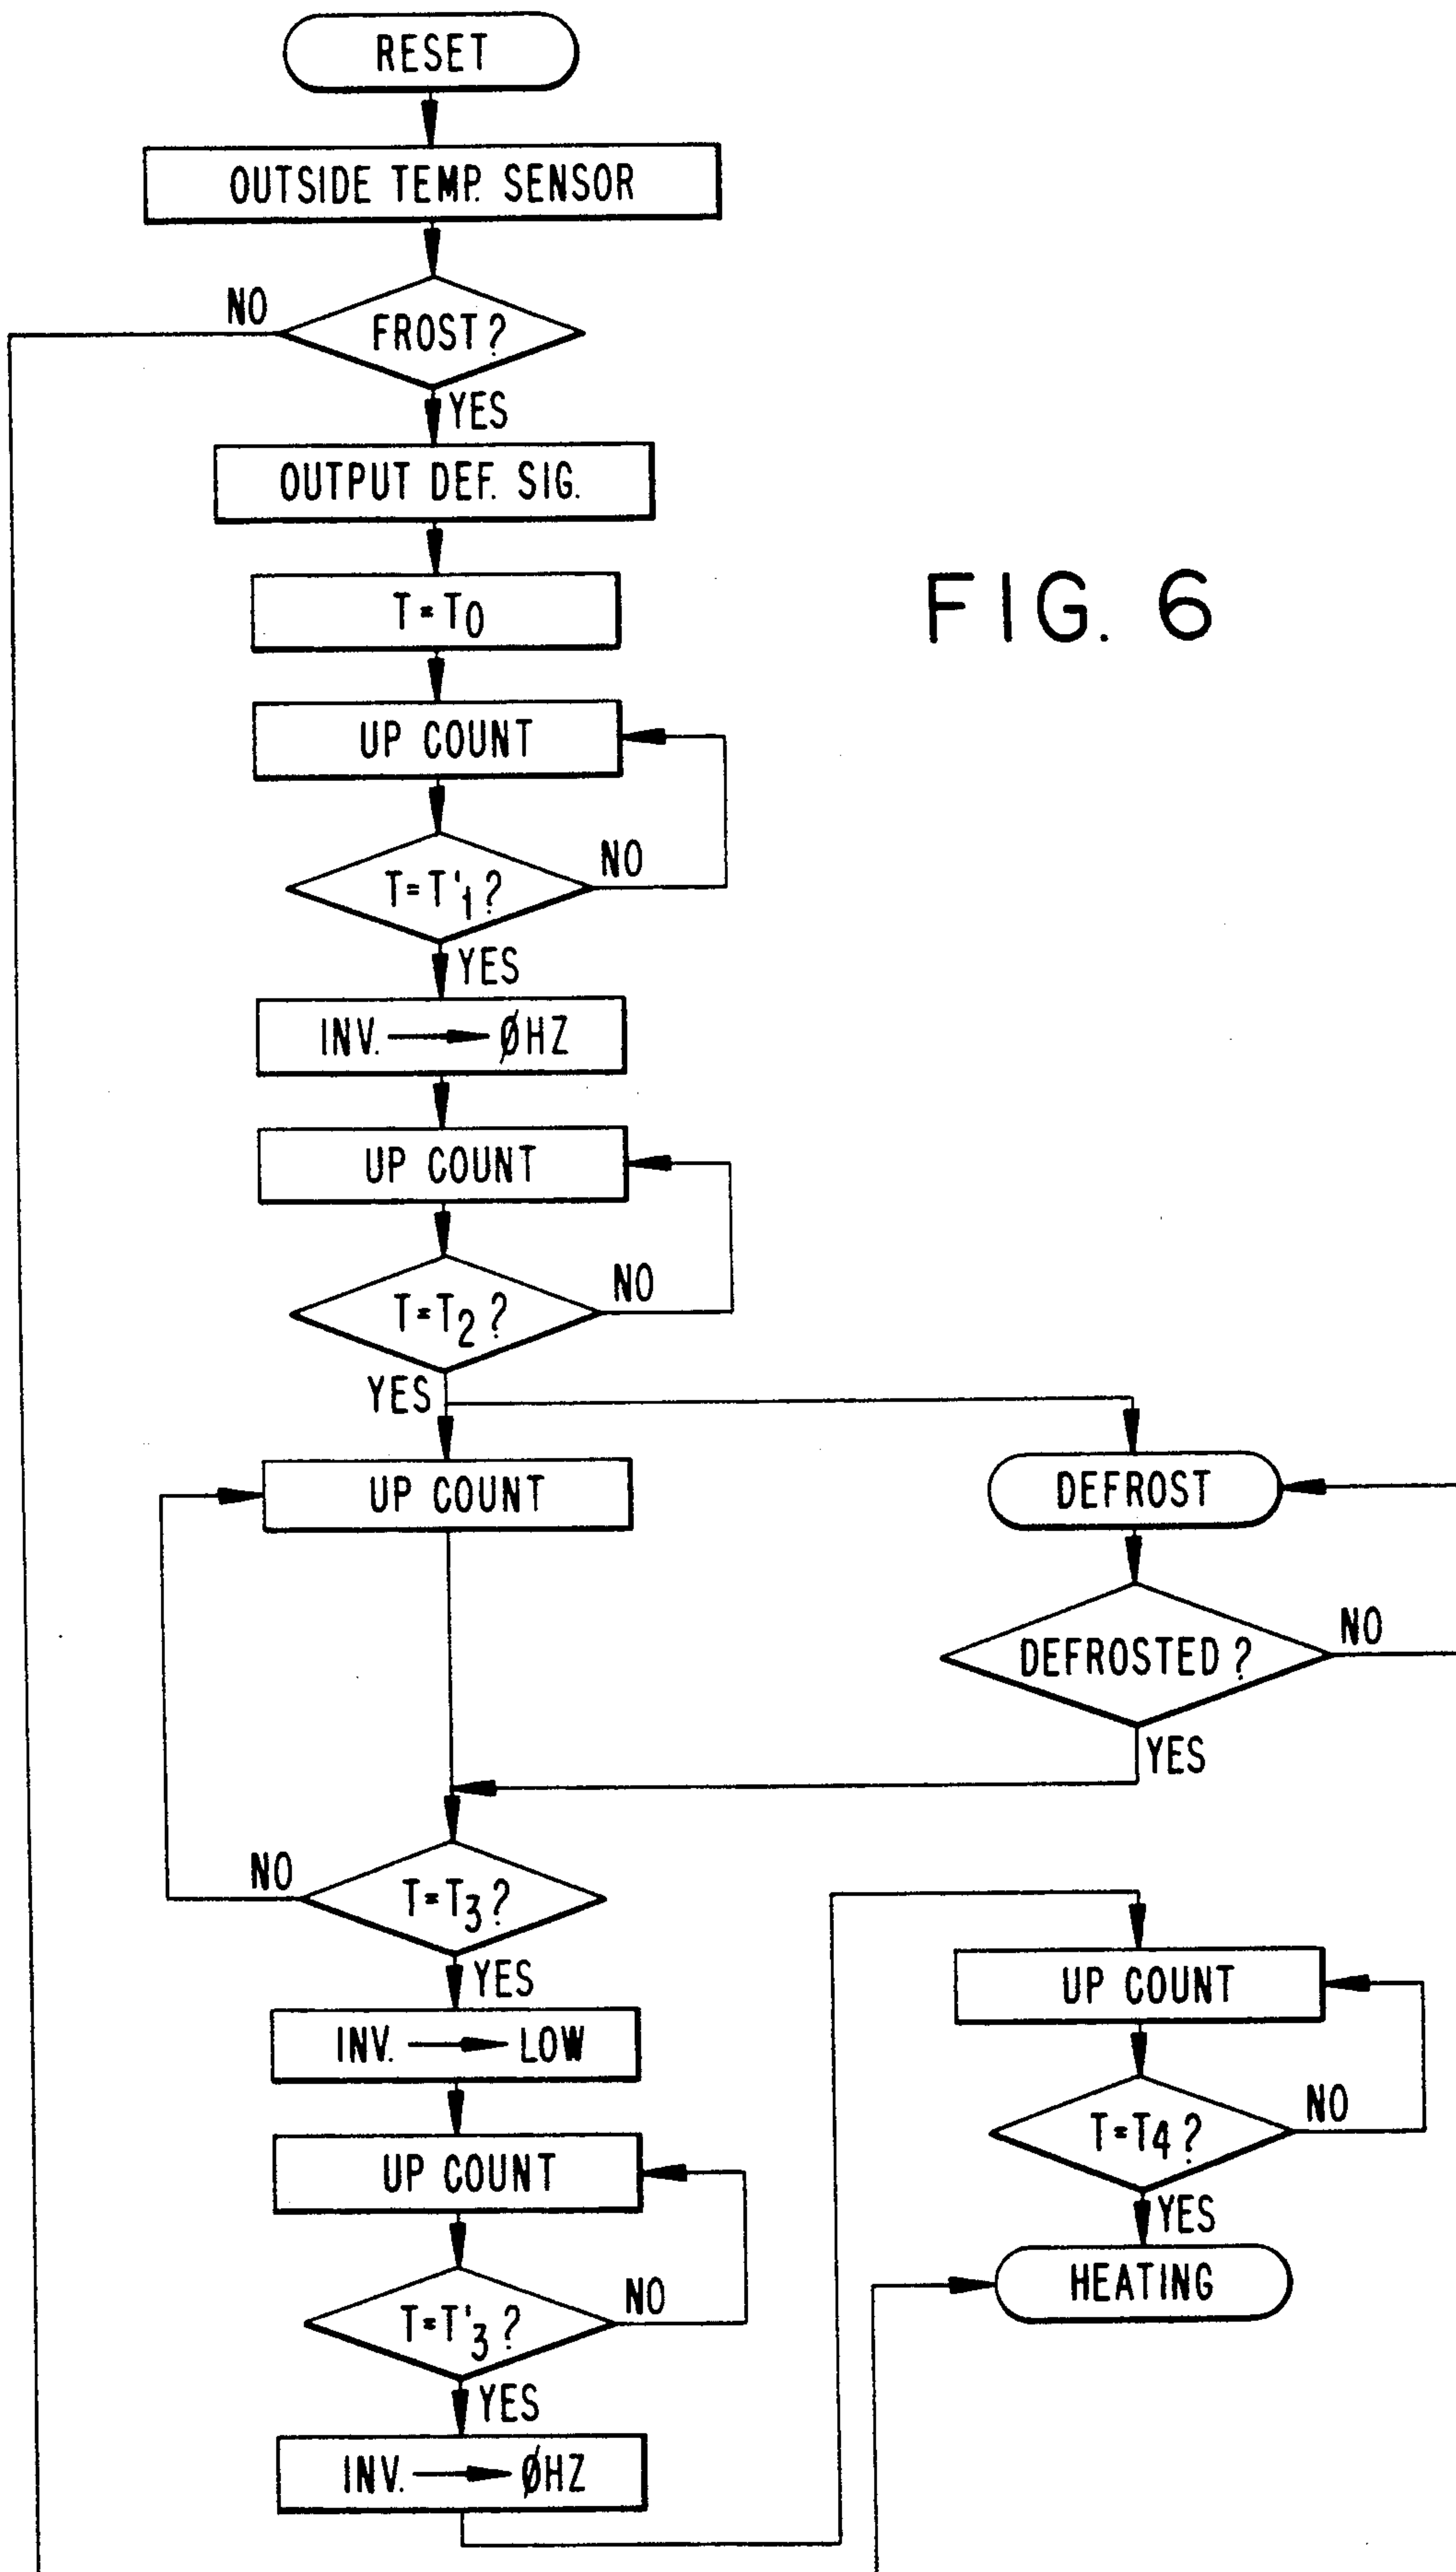 RESET
OUTSIDE TEMP. SENSOR
NO
FROST?
YES
OUTPUT DEF. SIG.
T=T0
FIG. 6
UP COUNT
NO
T=T'1?
YES
INV. → ØHZ
UP COUNT
NO
T=T2?
YES
UP COUNT
DEFROST
NO
DEFROSTED?
YES
NO
T=T3?
YES
INV. → LOW
UP COUNT
NO
T=T'3?
YES
INV. → ØHZ
UP COUNT
NO
T=T4?
YES
HEATING